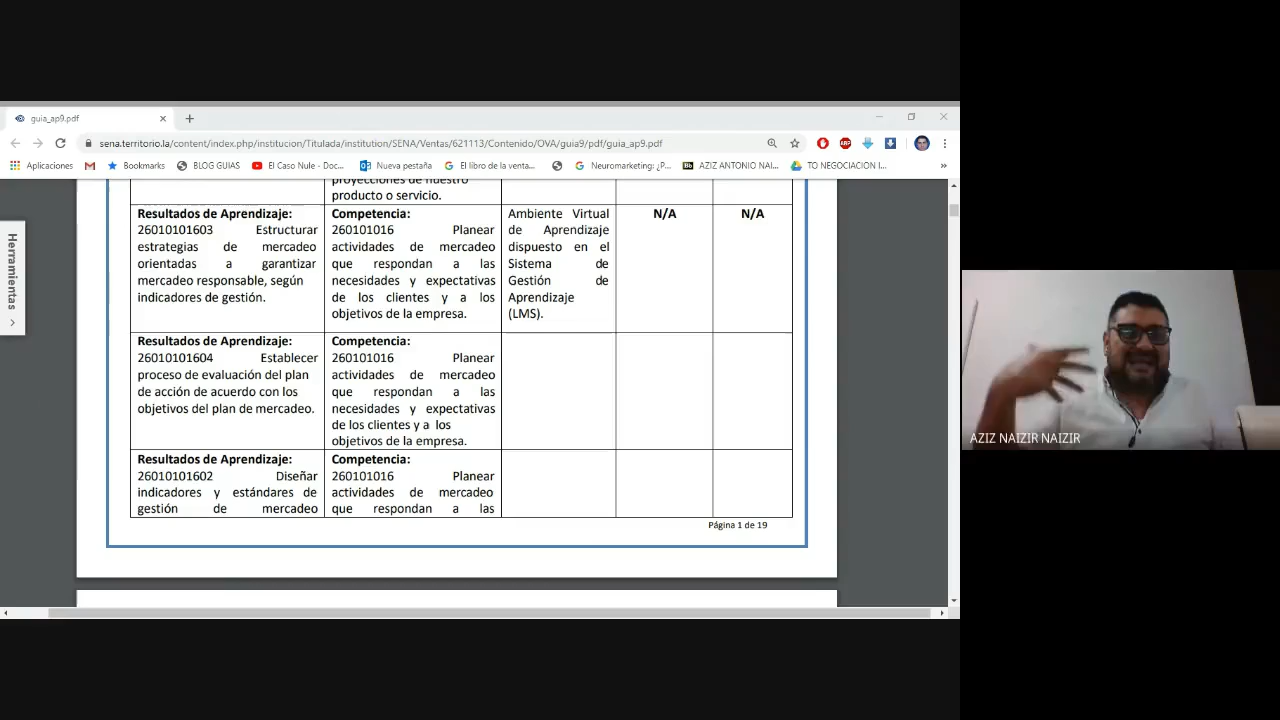 guia_ap9.pdf
sena.territorio.la/content/index.php/institucion/Titulada/institution/SENA/Ventas/621113/Contenido/OVA/guia9/pdf/guia_ap9.pdf
Aplicaciones Bookmarks BLOG GUIAS El Caso Nule - Doc... Nueva pestaña El libro de la venta... Neuromarketing: ¿P... AZIZ ANTONIO NAI... TO NEGOCIACION I... »
Herramientas
proyecciones de nuestro
producto o servicio.
Resultados de Aprendizaje:
26010101603 Estructurar
estrategias de mercadeo
orientadas a garantizar
mercadeo responsable, según
indicadores de gestión.
Competencia:
260101016 Planear
actividades de mercadeo
que respondan a las
necesidades y expectativas
de los clientes y a los
objetivos de la empresa.
Ambiente Virtual
de Aprendizaje
dispuesto en el
Sistema de
Gestión de
Aprendizaje
(LMS).
N/A
N/A
Resultados de Aprendizaje:
26010101604 Establecer
proceso de evaluación del plan
de acción de acuerdo con los
objetivos del plan de mercadeo.
Competencia:
260101016 Planear
actividades de mercadeo
que respondan a las
necesidades y expectativas
de los clientes y a los
objetivos de la empresa.
Resultados de Aprendizaje:
26010101602 Diseñar
indicadores y estándares de
gestión de mercadeo
Competencia:
260101016 Planear
actividades de mercadeo
que respondan a las
Página 1 de 19
AZIZ NAIZIR NAIZIR